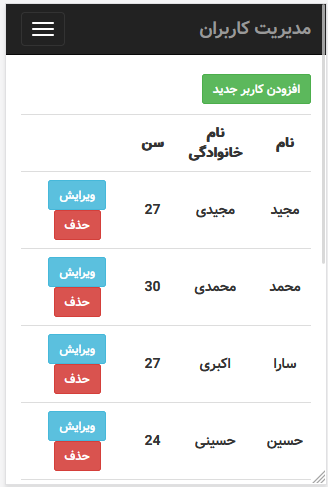 مدیریت کاربران
افزودن کاربر جدید
نام نام خانوادگی سن
مجید مجیدی 27 ویرایش
حذف
محمد محمدی 30 ویرایش
حذف
سارا اکبری 27 ویرایش
حذف
حسین حسینی 24 ویرایش
حذف